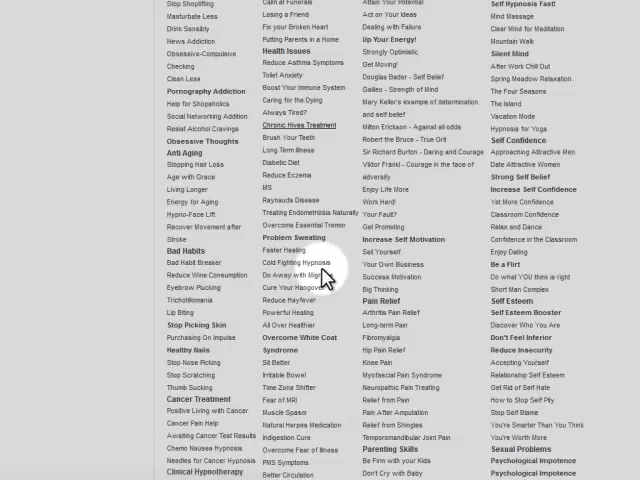 Stop Shoplifting
Masturbate Less
Drink Sensibly
News Addiction
Obsessive-Compulsive
Checking
Clean Less
Pornography Addiction
Help for Shopaholics
Social Networking Addition
Resist Alcohol Cravings
Obsessive Thoughts
Anti Aging
Stepping Hair Loss
Age with Grace
Living Longer
Energy for Aging
Hypno-Face Lift
Recover Movement after
Stroke
Bad Habits
Bad Habit Breaker
Reduce Wine Consumption
Eyebrow Plucking
Trichotillomania
Lip Biting
Stop Picking Skin
Purchasing On Impulse
Healthy Nails
Stop Nose Picking
Stop Scratching
Thumb Sucking
Cancer Treatment
Positive Living with Cancer
Cancer Pain Help
Awaiting Cancer Test Results
Chemo Nausea Hypnosis
Needles for Cancer Hypnosis
Clinical Hypnotherapy
Calm at Funerals
Losing a Friend
Fix your Broken Heart
Putting Parents in a Home
Health Issues
Reduce Asthma Symptoms
Toilet Anxiety
Boost Your Immune System
Caring for the Dying
Always Tired?
Chronic Hives Treatment
Brush Your Teeth
Long Term Illness
Diabetic Diet
Reduce Eczema
MS
Raynauds Disease
Treating Endometriosis Naturally
Overcome Essential Tremor
Problem Sweating
Faster Healing
Cold Fighting Hypnosis
Do Away with
Cure Your Hangover
Reduce Hayfever
Powerful Healing
All Over Healthier
Overcome White Coat
Syndrome
Sit Better
Irritable Bowel
Time Zone Shifter
Fear of MRI
Muscle Spasm
Natural Herpes Medication
Indigestion Cure
Overcome Fear of Illness
PMS Symptoms
Better Circulation
Attain Your Potential
Act on Your Ideas
Dealing with Failure
Up Your Energy!
Strongly Optimistic
Get Moving!
Douglas Bader - Self Belief
Galileo - Strength of Mind
Mary Keller's example of determination
and self belief
Milton Erickson - Against all odds
Robert the Bruce - True Grit
Sir Richard Burton - Daring and Courage
Viktor Frankl - Courage in the face of
adversity
Enjoy Life More
Work Hard!
Your Fault?
Get Promoting
Increase Self Motivation
Sell Yourself
Your Own Business
Success Motivation
Big Thinking
Pain Relief
Arthritis Pain Relief
Long-term Pain
Fibromyalgia
Hip Pain Relief
Knee Pain
Myofascial Pain Syndrome
Neuropathic Pain Treating
Relief from Pain
Pain After Amputation
Relief from Shingles
Temporomandibular Joint Pain
Parenting Skills
Be Firm with your Kids
Don't Cry with Baby
Self Hypnosis Fast!
Mind Massage
Clear Mind for Meditation
Mountain Walk
Silent Mind
After Work Chill Out
Spring Meadow Relaxation
The Four Seasons
The Island
Vacation Mode
Hypnosis for Yoga
Self Confidence
Approaching Attractive Men
Date Attractive Women
Strong Self Belief
Increase Self Confidence
Yet More Confidence
Classroom Confidence
Relax and Dance
Confidence in the Classroom
Enjoy Dating
Be a Flirt
Do what YOU think is right
Short Man Complex
Self Esteem
Self Esteem Booster
Discover Who You Are
Don't Feel Inferior
Reduce Insecurity
Accepting Yourself
Relationship Self Esteem
Get Rid of Self Hate
How to Stop Self Pity
Stop Self Blame
You're Smarter Than You Think
You're Worth More
Sexual Problems
Psychological Impotence
Psychological Impotence